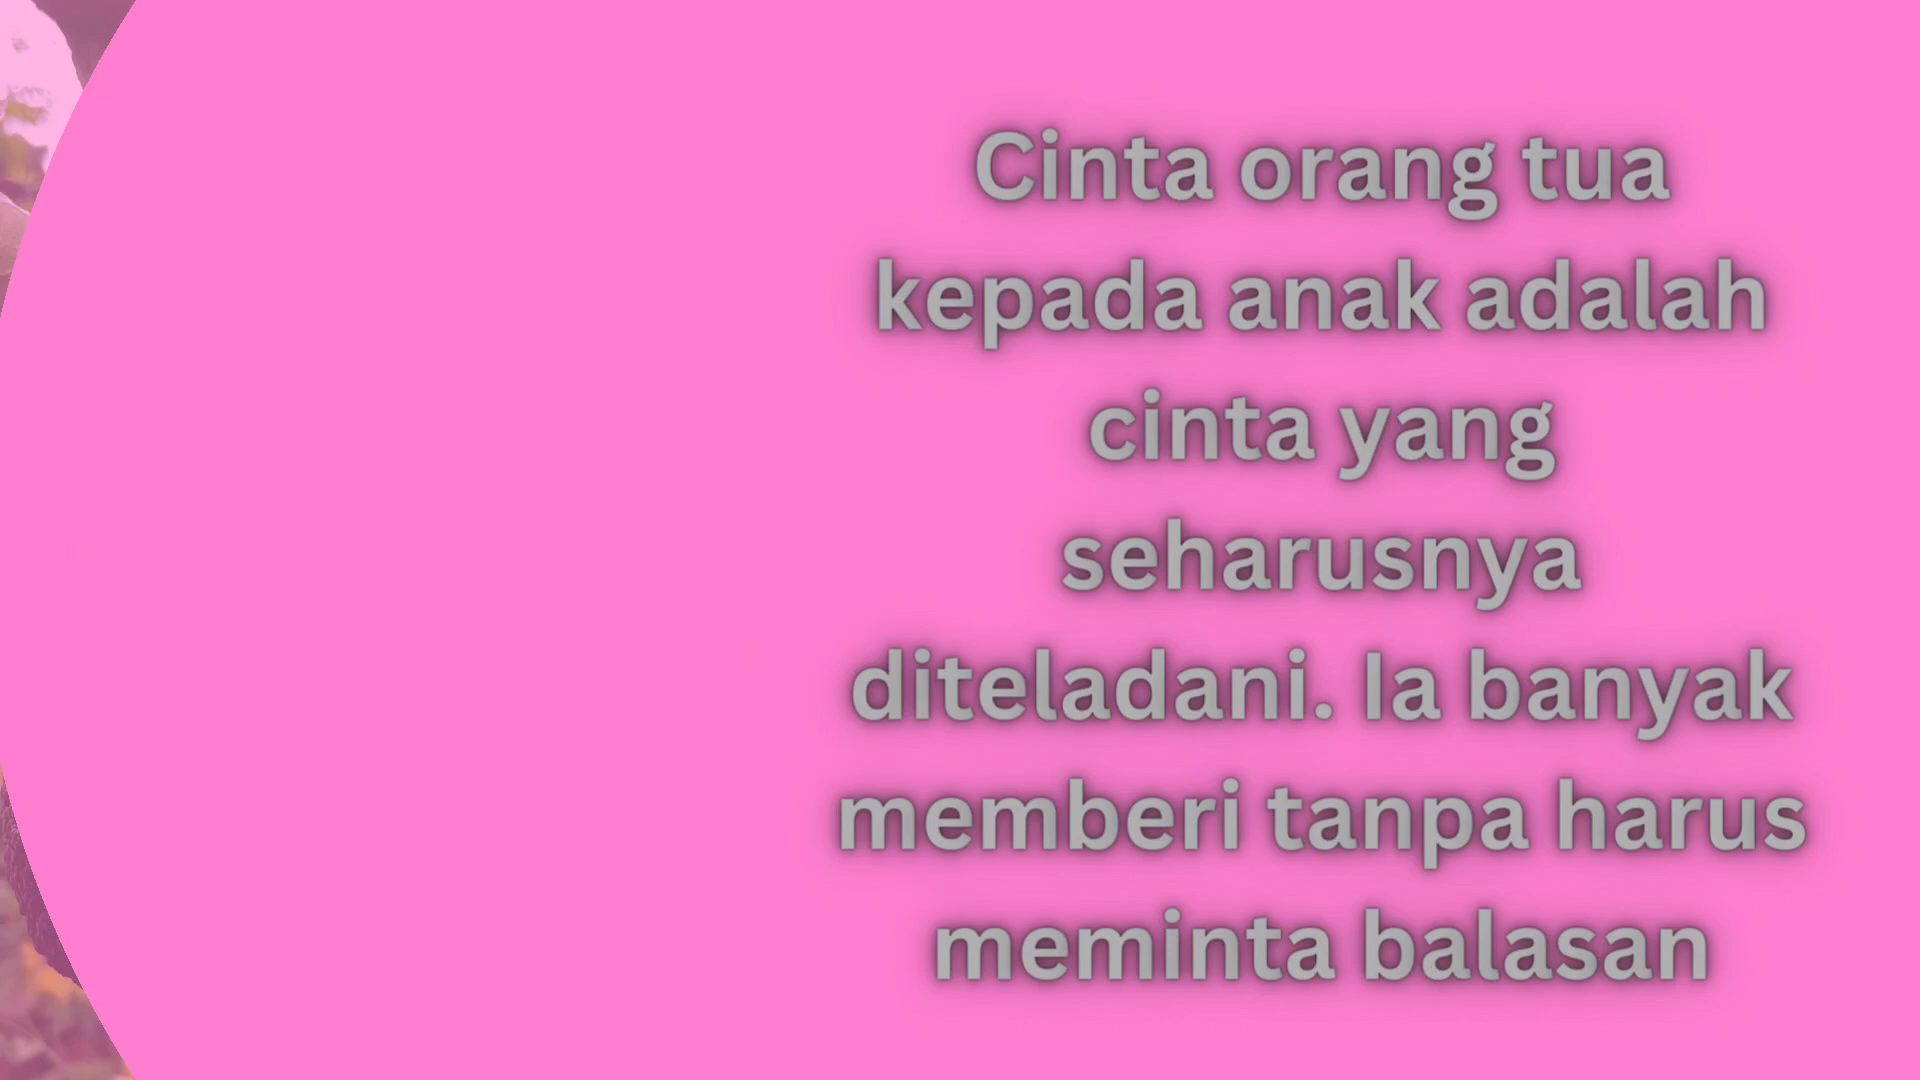 Cinta orang tua
kepada anak adalah
cinta yang
seharusnya
diteladani. Ia banyak
memberi tanpa harus
meminta balasan